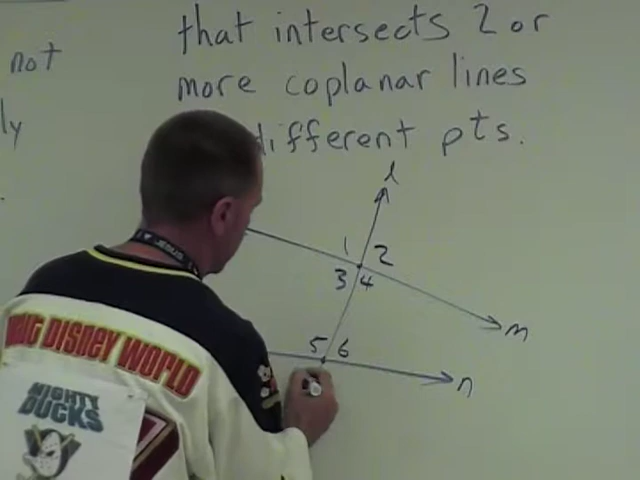 that intersects 2 or
not
more coplanar lines
ly
different pts.
l
1 2
3 4
m
5 6
n
JESUS
WALT DISNEY WORLD
MIGHTY
DUCKS